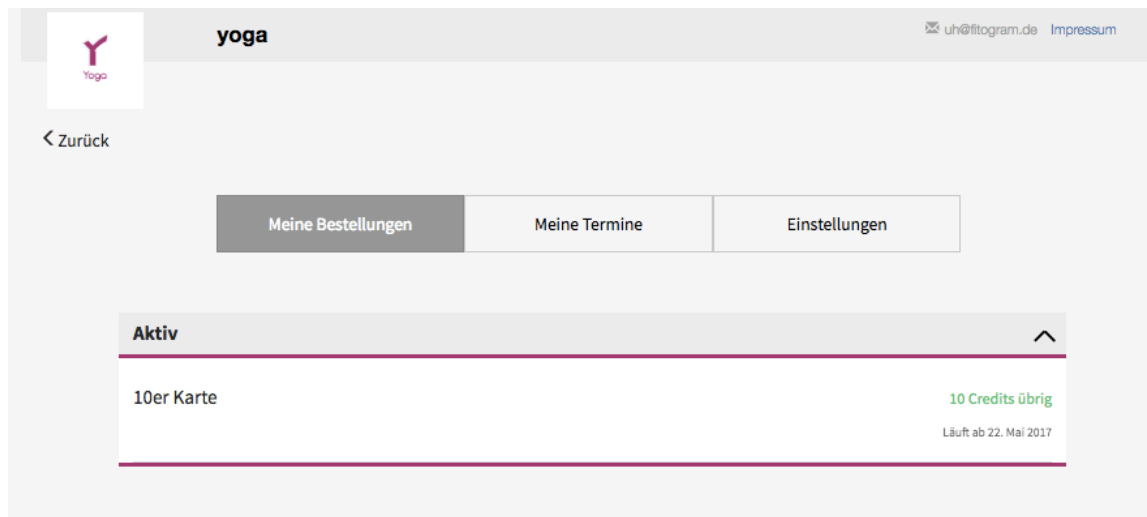 yoga
uh@fitogram.de Impressum
Yoga
Zurück
Meine Bestellungen Meine Termine Einstellungen
Aktiv
10er Karte
10 Credits übrig
Läuft ab 22. Mai 2017